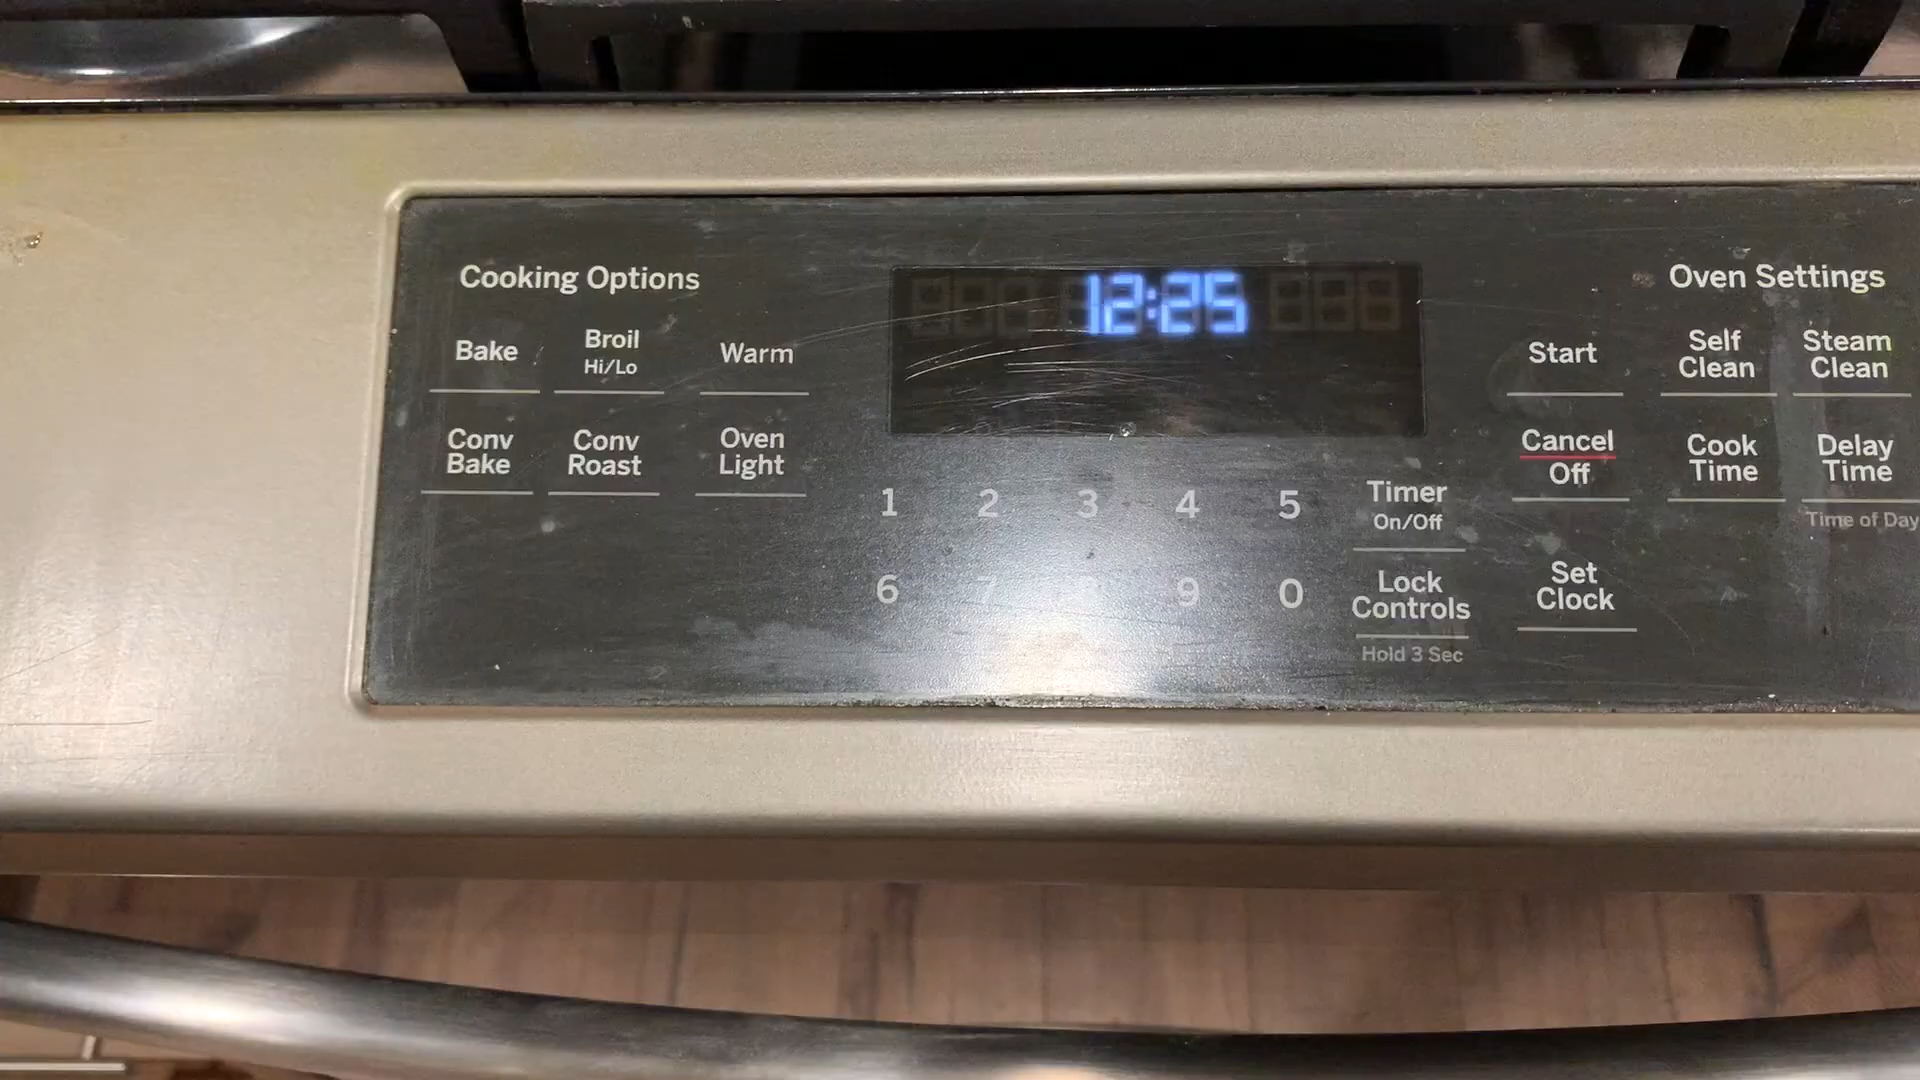 Cooking Options
Bake
Broil
Hi/Lo
Warm
Conv
Bake
Conv
Roast
Oven
Light
12:25
1 2 3 4 5
6 7 9 0
Timer
On/Off
Lock
Controls
Hold 3 Sec
Oven Settings
Start
Self
Clean
Steam
Clean
Cancel
Off
Cook
Time
Delay
Time
Time of Day
Set
Clock